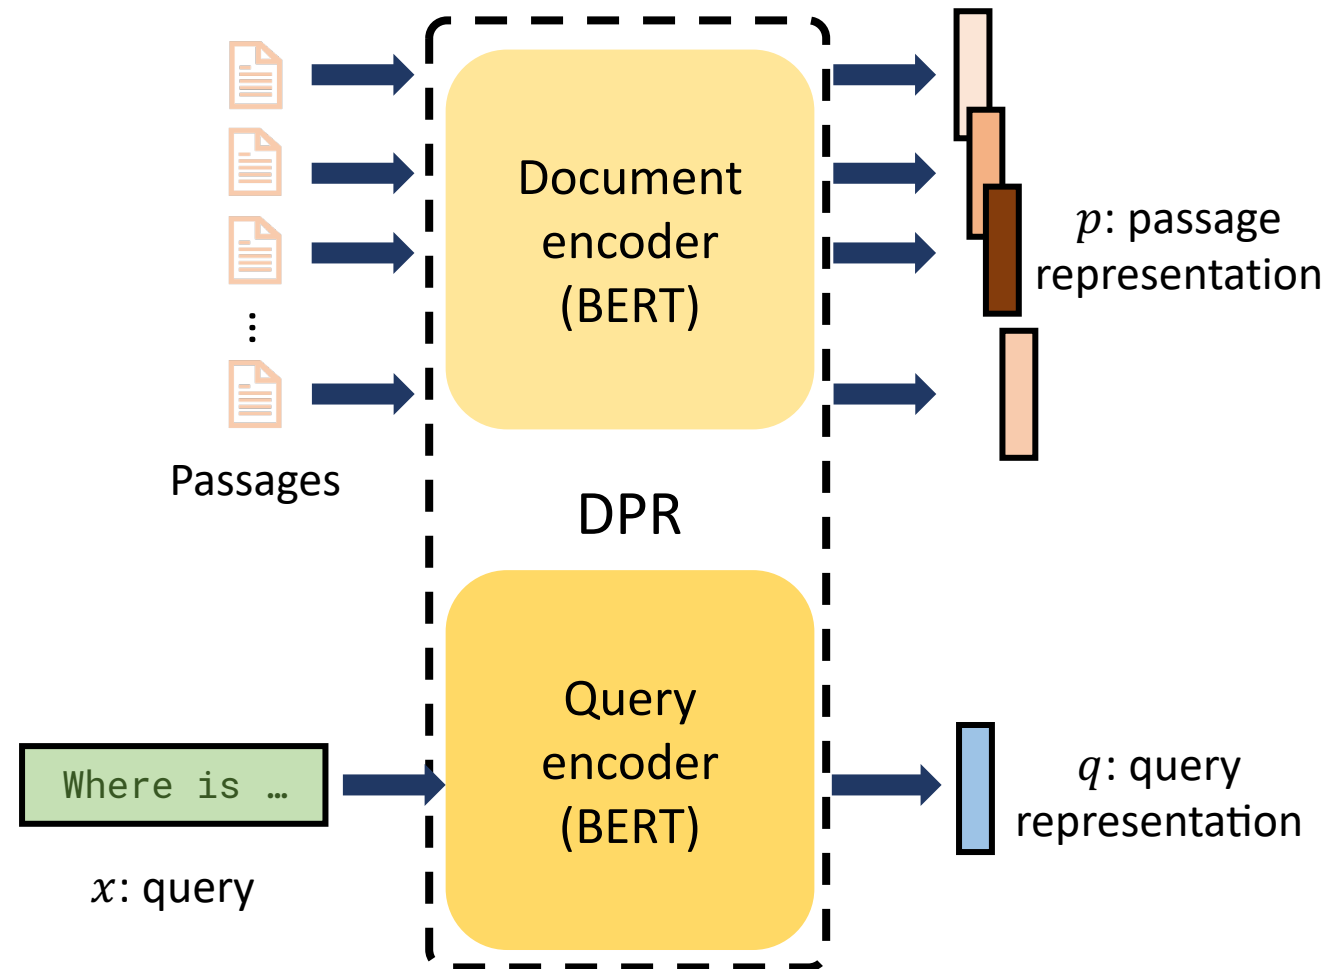 Document
encoder
(BERT)
p: passage
representation
⋮
Passages
DPR
Query
encoder
(BERT)
Where is …
x: query
q: query
representation